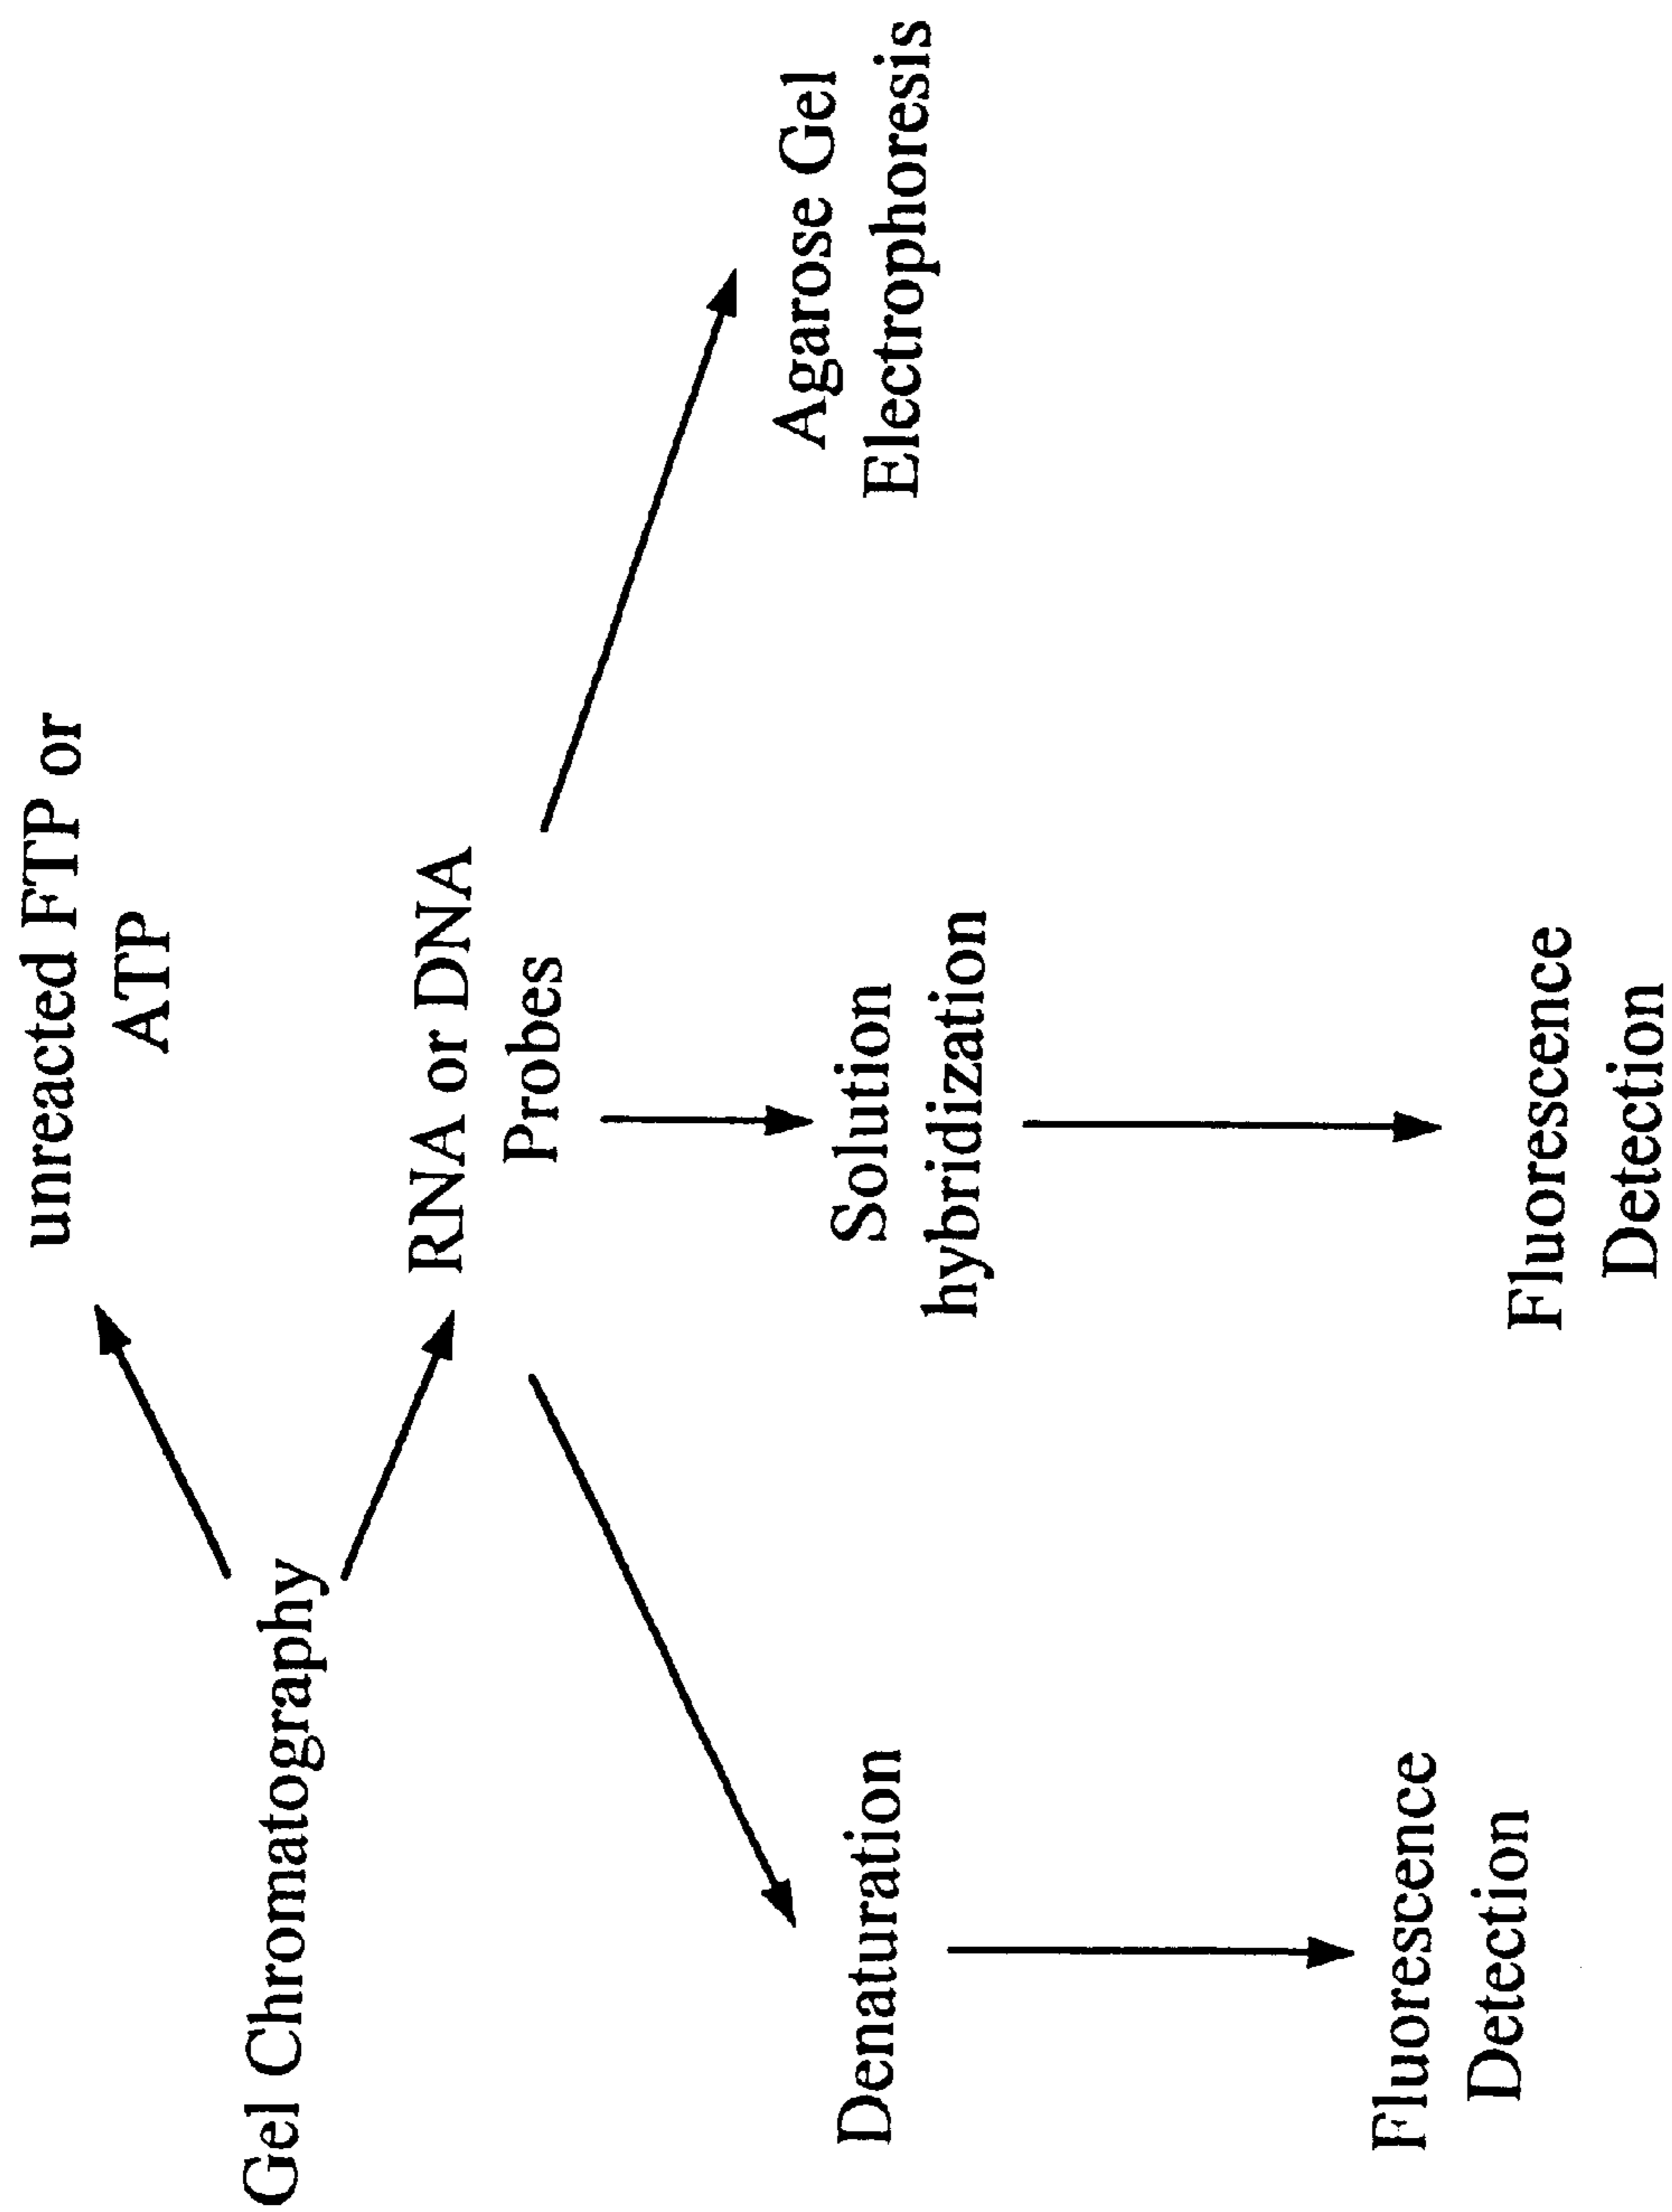 unreacted FTP or
ATP
Gel Chromatography
RNA or DNA
Probes
Denaturation
Solution
hybridization
Agarose Gel
Electrophoresis
Fluorescence
Detection
Fluorescence
Detection